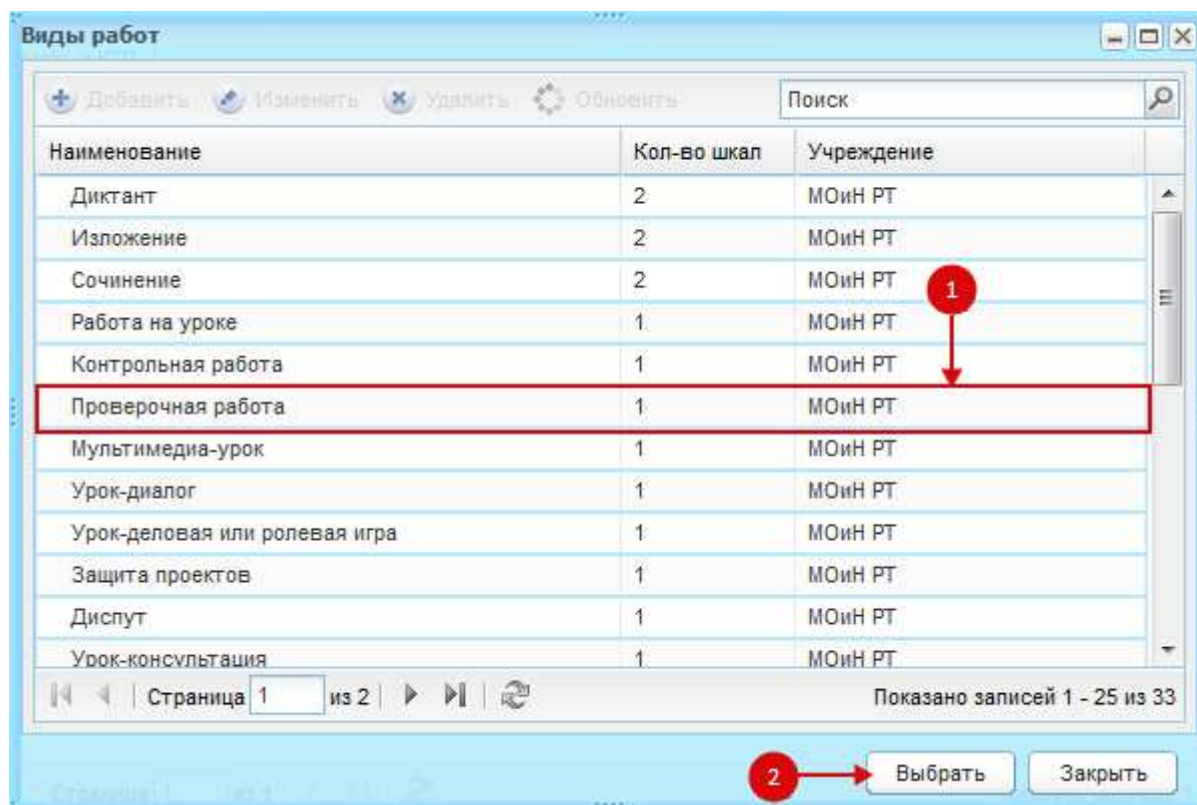 Виды работ
Добавить Изменить Удалить Обновить Поиск
Наименование Кол-во шкал Учреждение
Диктант 2 МОиН РТ
Изложение 2 МОиН РТ
Сочинение 2 МОиН РТ
1
Работа на уроке 1 МОиН РТ
Контрольная работа 1 МОиН РТ
Проверочная работа 1 МОиН РТ
Мультимедиа-урок 1 МОиН РТ
Урок-диалог 1 МОиН РТ
Урок-деловая или ролевая игра 1 МОиН РТ
Защита проектов 1 МОиН РТ
Диспут 1 МОиН РТ
Урок-консультация 1 МОиН РТ
Страница 1 из 2 Показано записей 1 - 25 из 33
2 Выбрать Закрыть
Страница 1 из 1